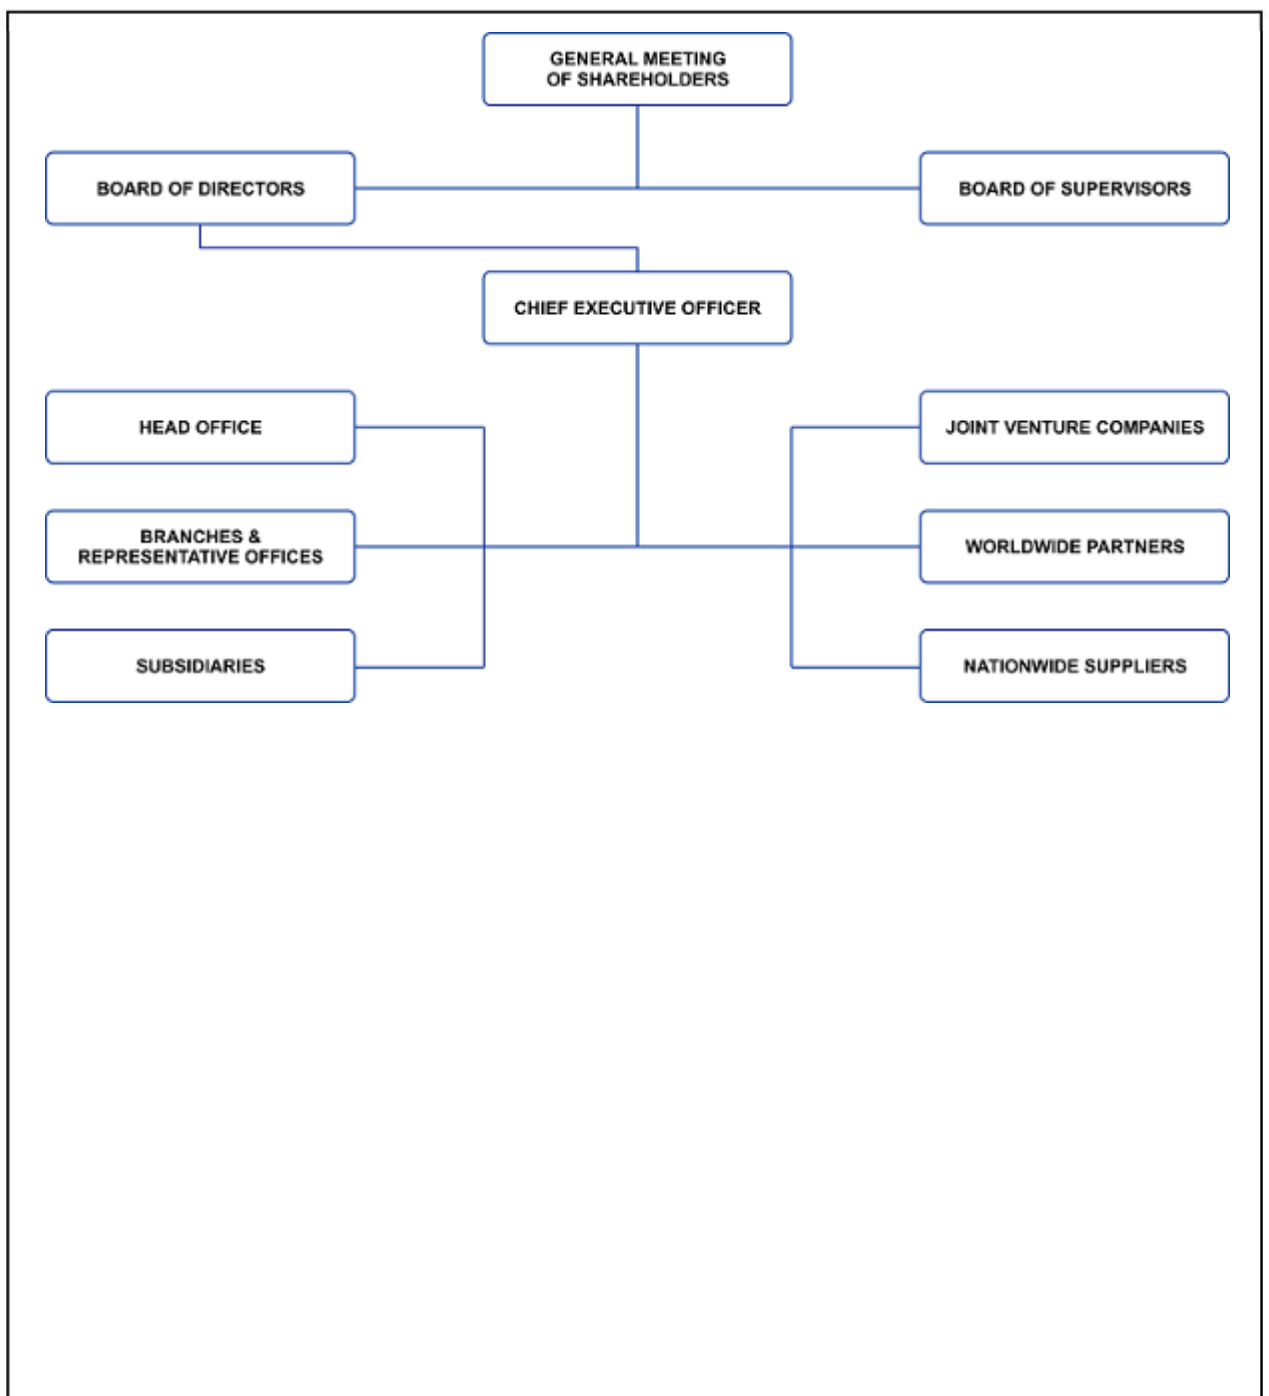 GENERAL MEETING
OF SHAREHOLDERS
BOARD OF DIRECTORS
BOARD OF SUPERVISORS
CHIEF EXECUTIVE OFFICER
HEAD OFFICE
JOINT VENTURE COMPANIES
BRANCHES &
REPRESENTATIVE OFFICES
WORLDWIDE PARTNERS
SUBSIDIARIES
NATIONWIDE SUPPLIERS